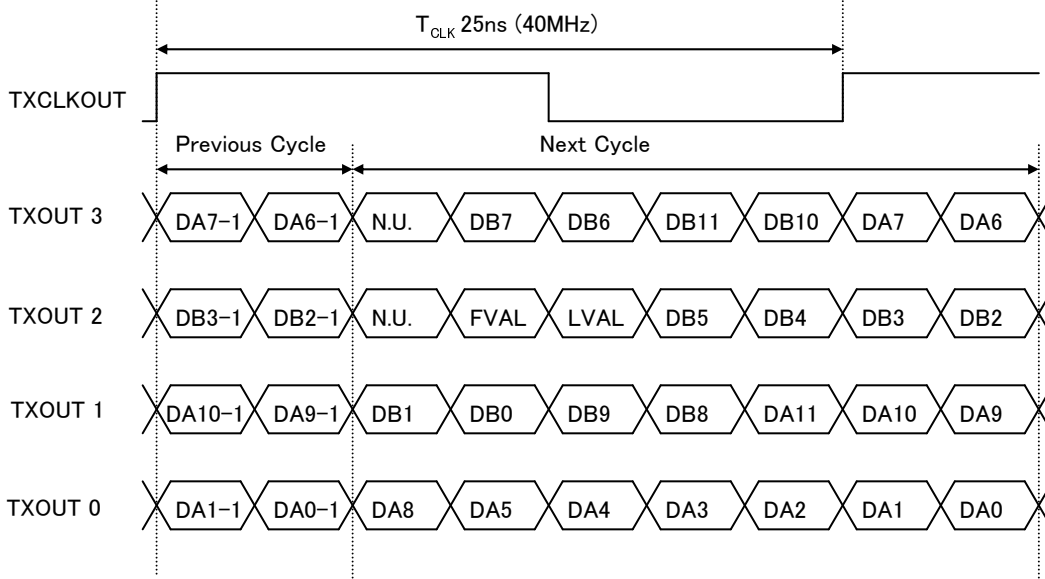 T_CLK 25ns (40MHz)
TXCLKOUT
Previous Cycle Next Cycle
TXOUT 3 DA7-1 DA6-1 N.U. DB7 DB6 DB11 DB10 DA7 DA6
TXOUT 2 DB3-1 DB2-1 N.U. FVAL LVAL DB5 DB4 DB3 DB2
TXOUT 1 DA10-1 DA9-1 DB1 DB0 DB9 DB8 DA11 DA10 DA9
TXOUT 0 DA1-1 DA0-1 DA8 DA5 DA4 DA3 DA2 DA1 DA0